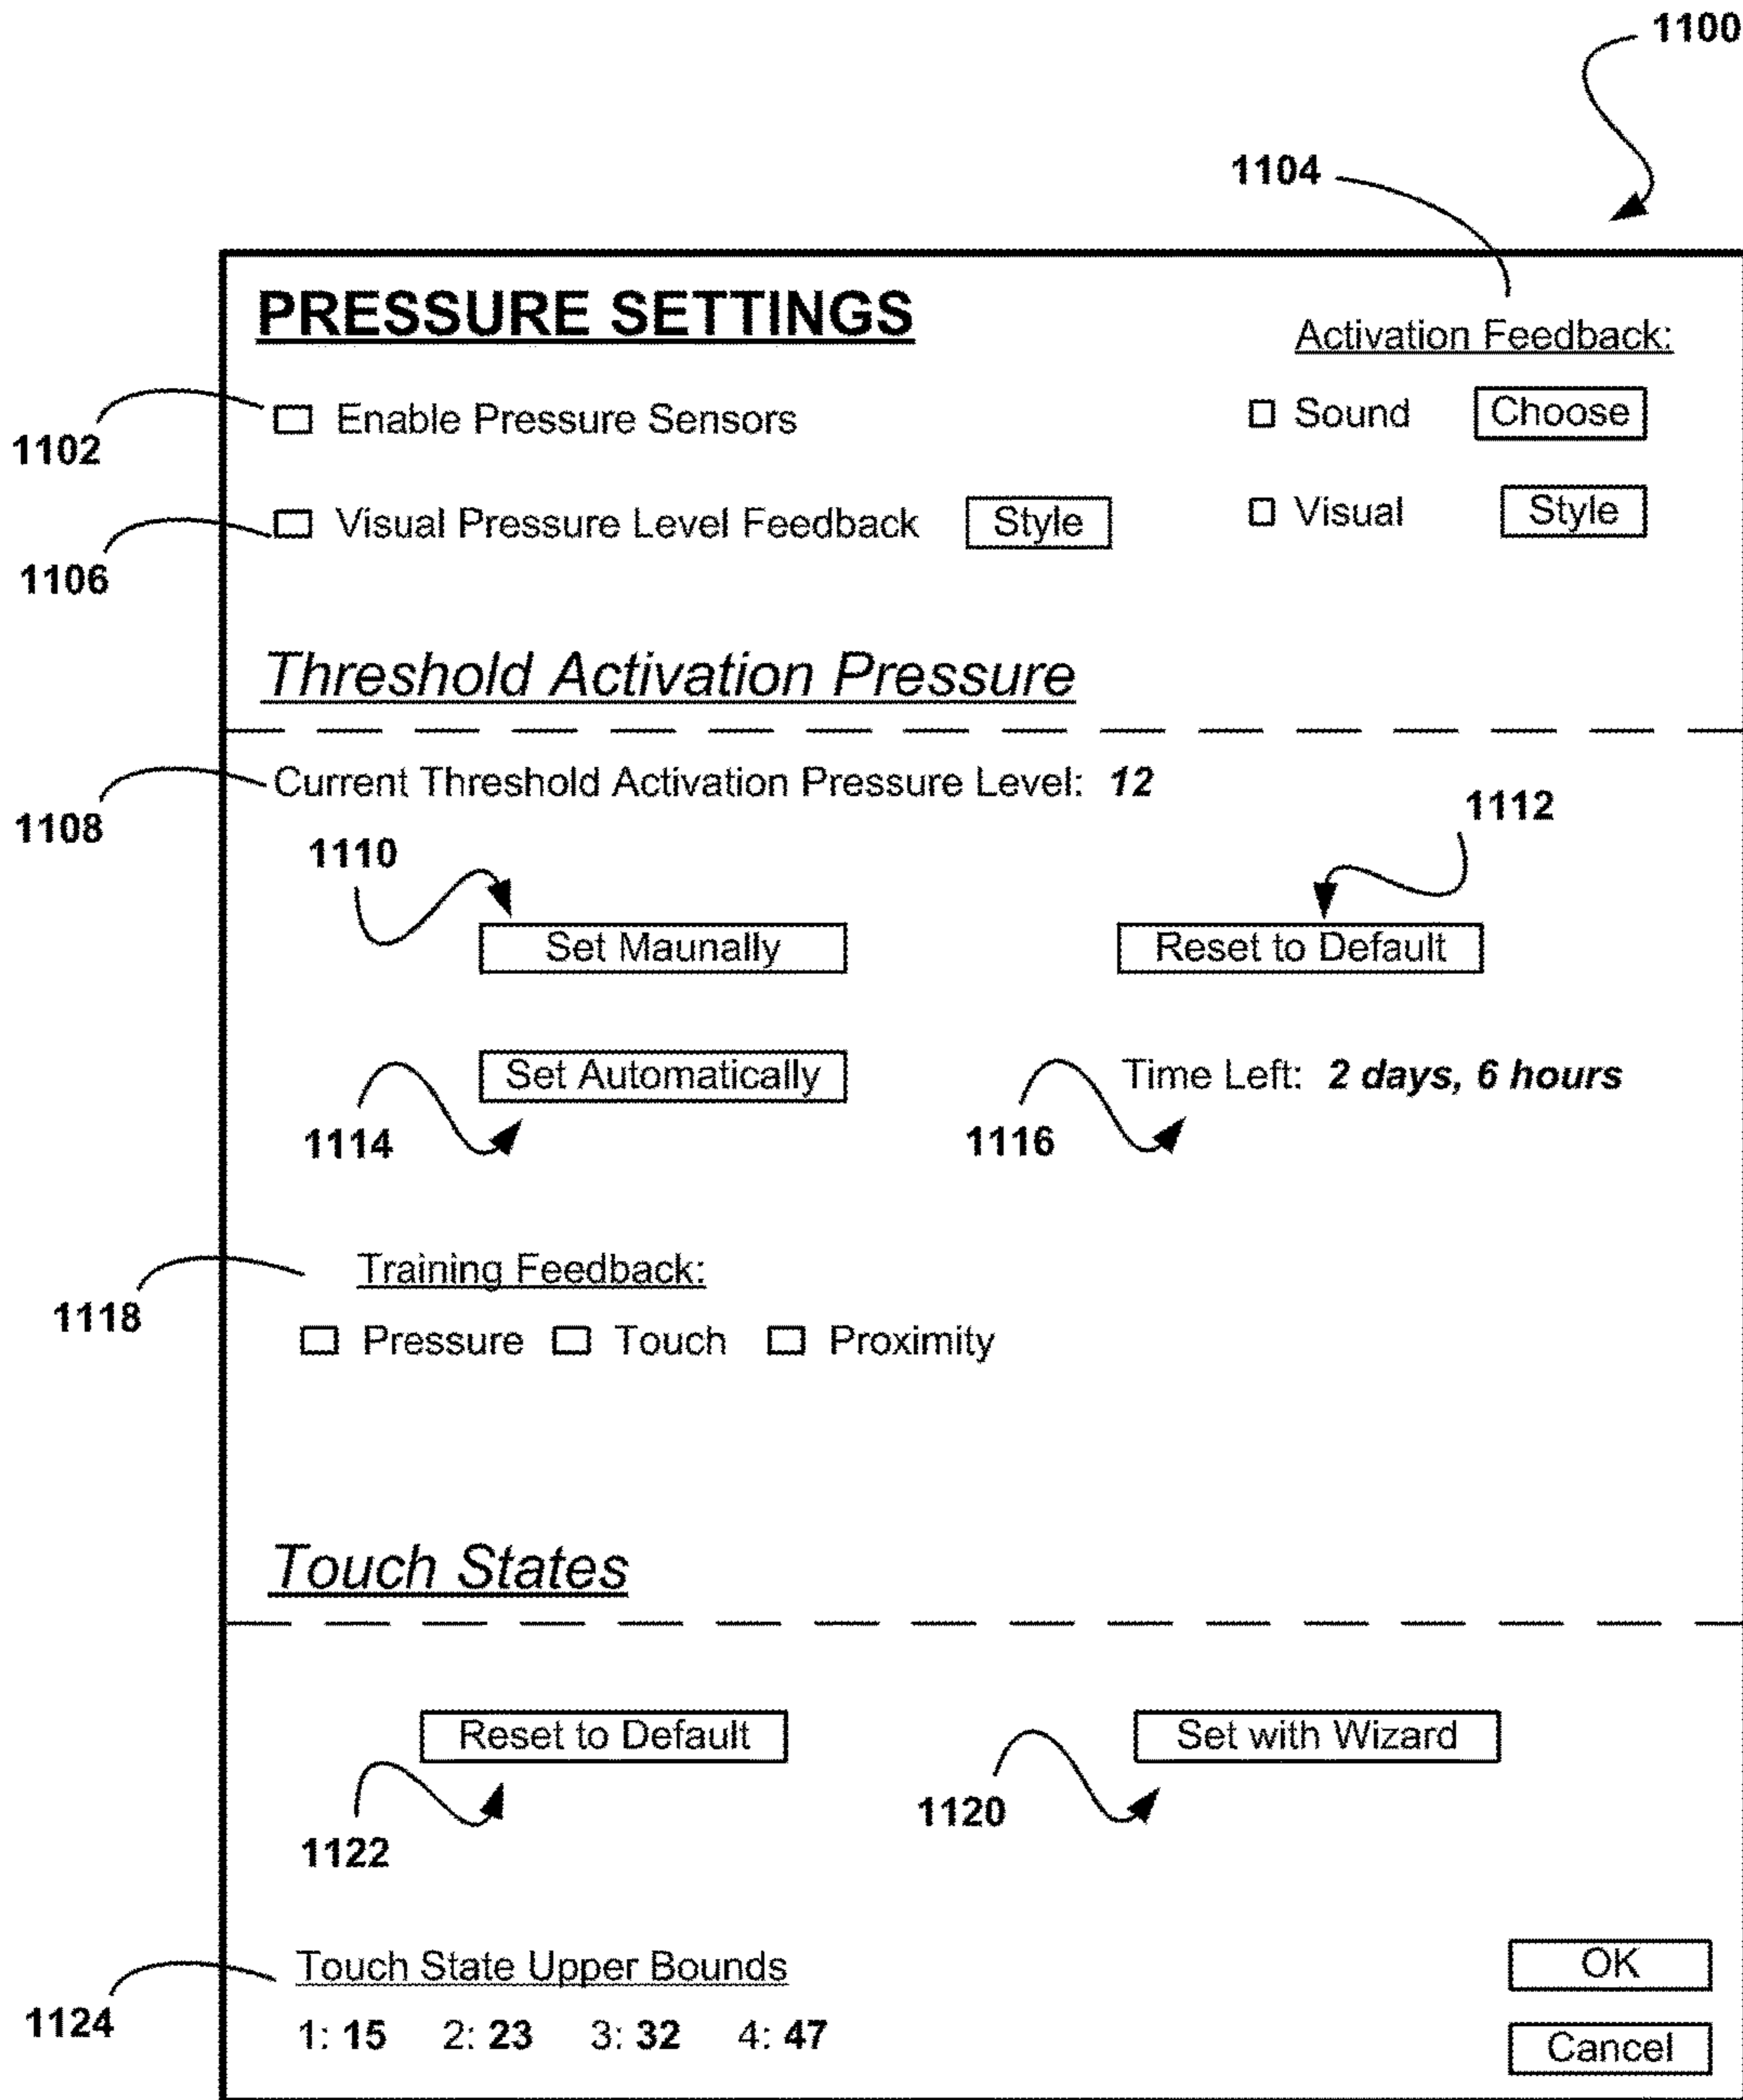 1100
1104
PRESSURE SETTINGS
Activation Feedback:
1102
Enable Pressure Sensors
Sound
Choose
1106
Visual Pressure Level Feedback
Style
Visual
Style
Threshold Activation Pressure
1108
Current Threshold Activation Pressure Level: 12
1110
1112
Set Maunally
Reset to Default
Set Automatically
Time Left: 2 days, 6 hours
1114
1116
1118
Training Feedback:
Pressure
Touch
Proximity
Touch States
Reset to Default
Set with Wizard
1122
1120
1124
Touch State Upper Bounds
OK
1: 15 2: 23 3: 32 4: 47
Cancel